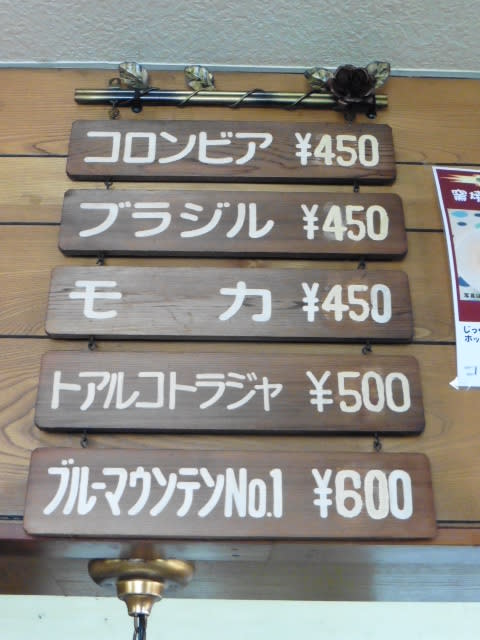 コロンビア ¥450
ブラジル ¥450
モカ ¥450
トアルコトラジャ ¥500
ブルーマウンテンNo.1 ¥600